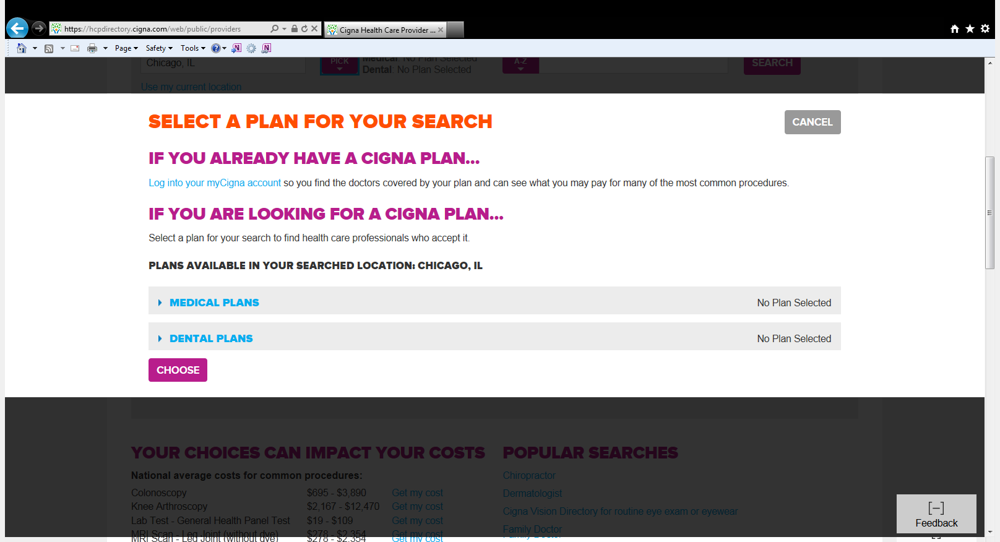 https://hcpdirectory.cigna.com/web/public/providers
Cigna Health Care Provider ...
Page
Safety
Tools
Chicago, IL
PICK
Medical: No Plan Selected
Dental: No Plan Selected
A-Z
SEARCH
Use my current location
SELECT A PLAN FOR YOUR SEARCH
CANCEL
IF YOU ALREADY HAVE A CIGNA PLAN...
Log into your myCigna account so you find the doctors covered by your plan and can see what you may pay for many of the most common procedures.
IF YOU ARE LOOKING FOR A CIGNA PLAN...
Select a plan for your search to find health care professionals who accept it.
PLANS AVAILABLE IN YOUR SEARCHED LOCATION: CHICAGO, IL
MEDICAL PLANS No Plan Selected
DENTAL PLANS No Plan Selected
CHOOSE
YOUR CHOICES CAN IMPACT YOUR COSTS
National average costs for common procedures:
Colonoscopy $695 - $3,890 Get my cost
Knee Arthroscopy $2,167 - $12,470 Get my cost
Lab Test - General Health Panel Test $19 - $109 Get my cost
MRI Scan - Leg Joint (without dye) $278 - $2,354 Get my cost
POPULAR SEARCHES
Chiropractor
Dermatologist
Cigna Vision Directory for routine eye exam or eyewear
Family Doctor
[–]
Feedback